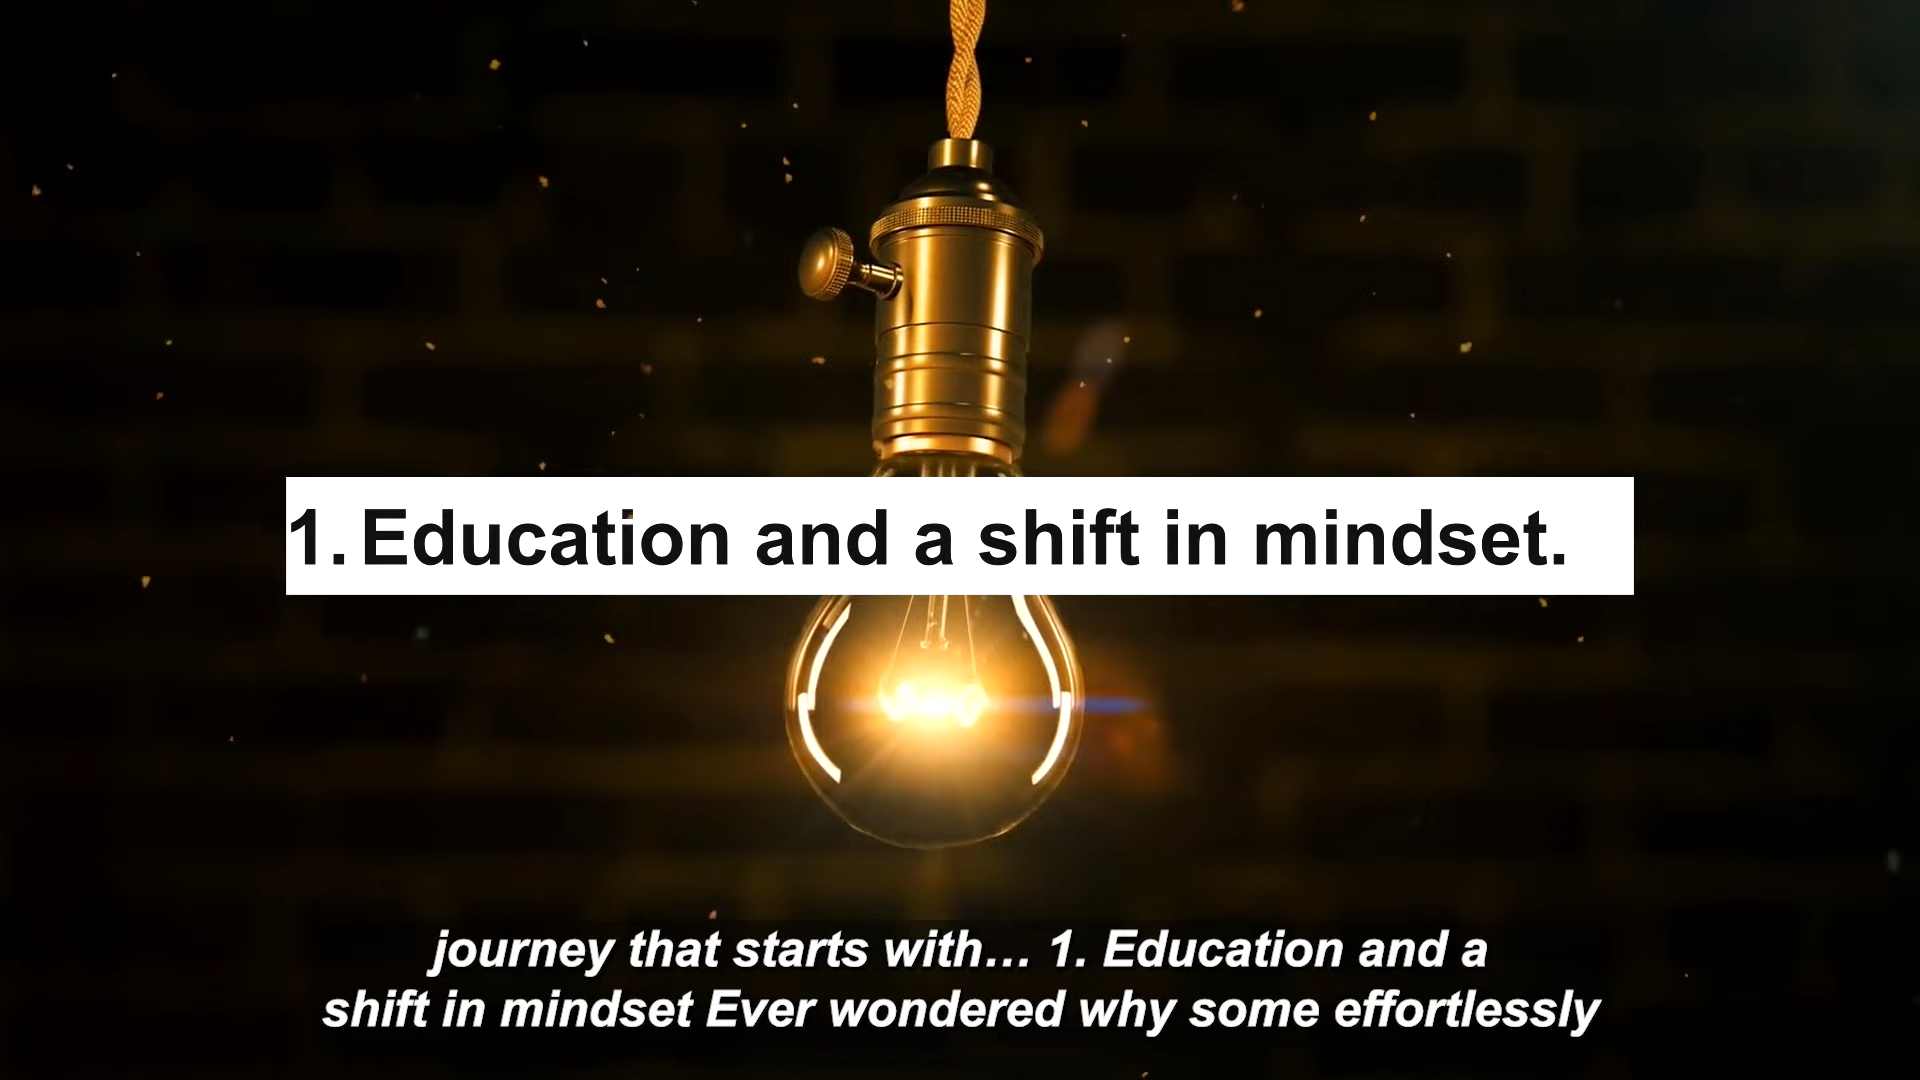 1. Education and a shift in mindset.
journey that starts with… 1. Education and a
shift in mindset Ever wondered why some effortlessly